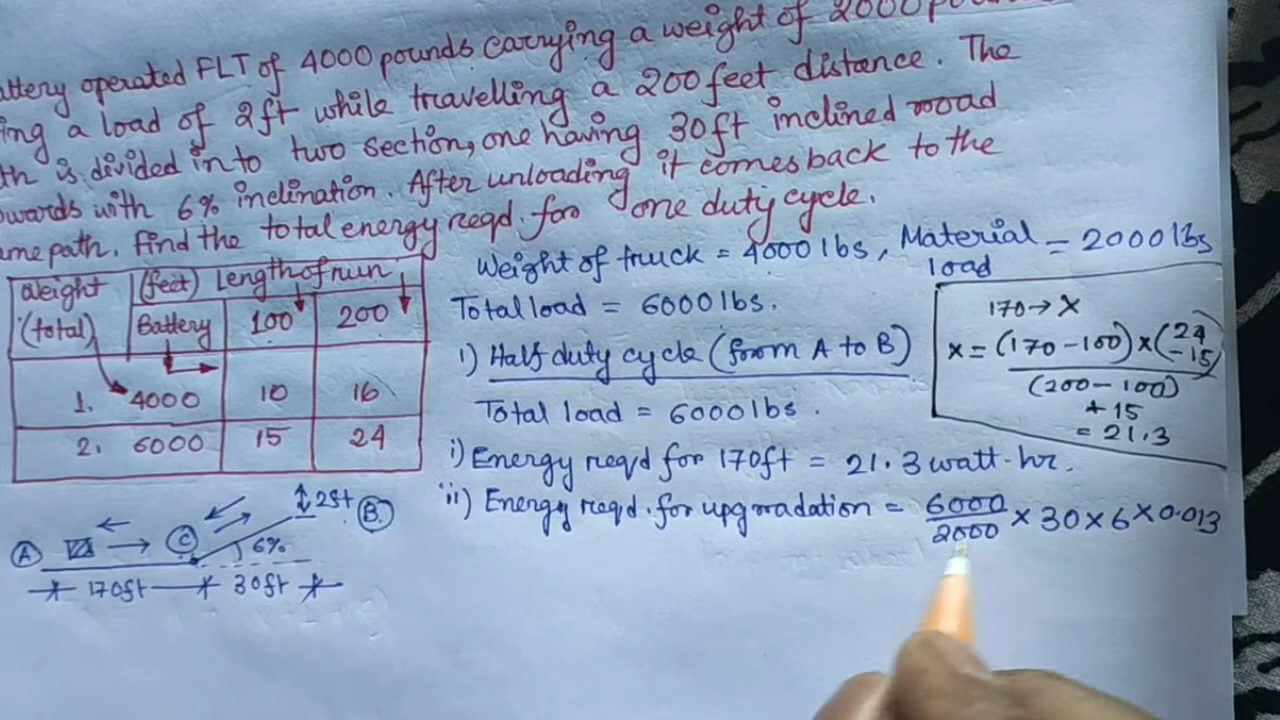 operated FLT of 4000 pounds carrying a weight of 2000
a load of 2ft while travelling a 200 feet distance. The
is divided in to two section, one having 30ft inclined road
with 6% inclination. After unloading it comes back to the
path. Find the total energy reqd. for one duty cycle.
Weight of truck = 4000 lbs, Material load = 2000 lbs
Total load = 6000 lbs.
1) Half duty cycle (from A to B)
Total load = 6000 lbs.
i) Energy reqd for 170ft = 21.3 watt-hr.
ii) Energy reqd. for upgradation = 6000/2000 × 30 × 6 × 0.013
170 → X
X = (170-100) × (24-15)
(200-100)
+ 15
= 21.3
Weight (total) (feet) Length of run
Battery 100 200
1. 4000 10 16
2. 6000 15 24
2ft B.
A C 6%
170ft 30ft